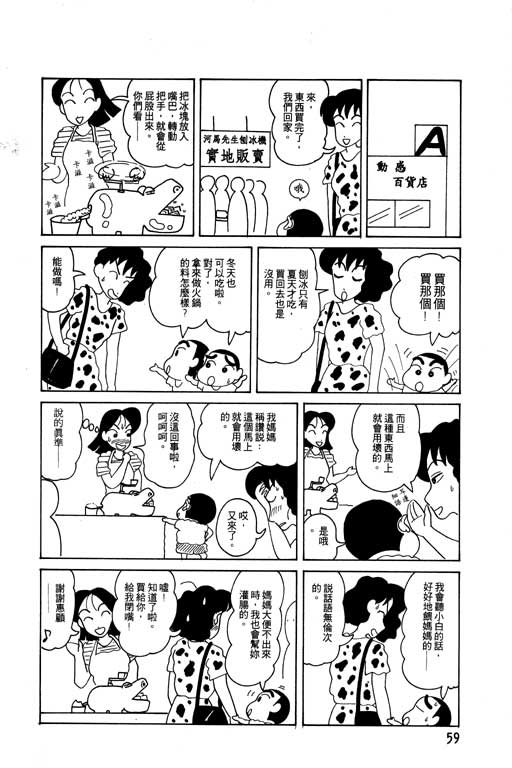 A
動感
百貨店
來，
東西買完了，
我們回家。
河馬先生刨冰機
實地販賣
哦
把冰塊放入
嘴巴，轉動
把手，就會從
屁股出來。
你們看——
卡滋
卡滋
卡滋
卡滋
買那個！
買那個！
刨冰只有
夏天才吃，
買回去也是
沒用。
冬天也
可以吃啦。
對了，
拿來做火鍋
的料怎麼樣？
能做嗎！
而且
這種東西馬上
就會用壞的。
是哦。
我媽媽
稱讚說：
這個馬上
就會用壞
的。
哎，
又來了。
沒這回事啦，
呵呵呵。
說的真準——
我會聽小白的話，
好好地餵媽媽
的。
說話語無倫次
的。
媽媽大便不出來
時，我也會幫妳
灌腸的。
噓！
知道了啦。
買給你，
給我閉嘴！
謝謝惠顧
59